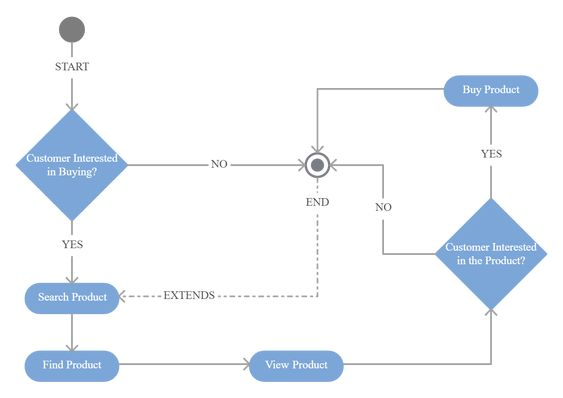 START
Customer Interested
in Buying?
NO
YES
Search Product
Find Product
View Product
EXTENDS
END
NO
Customer Interested
in the Product?
YES
Buy Product